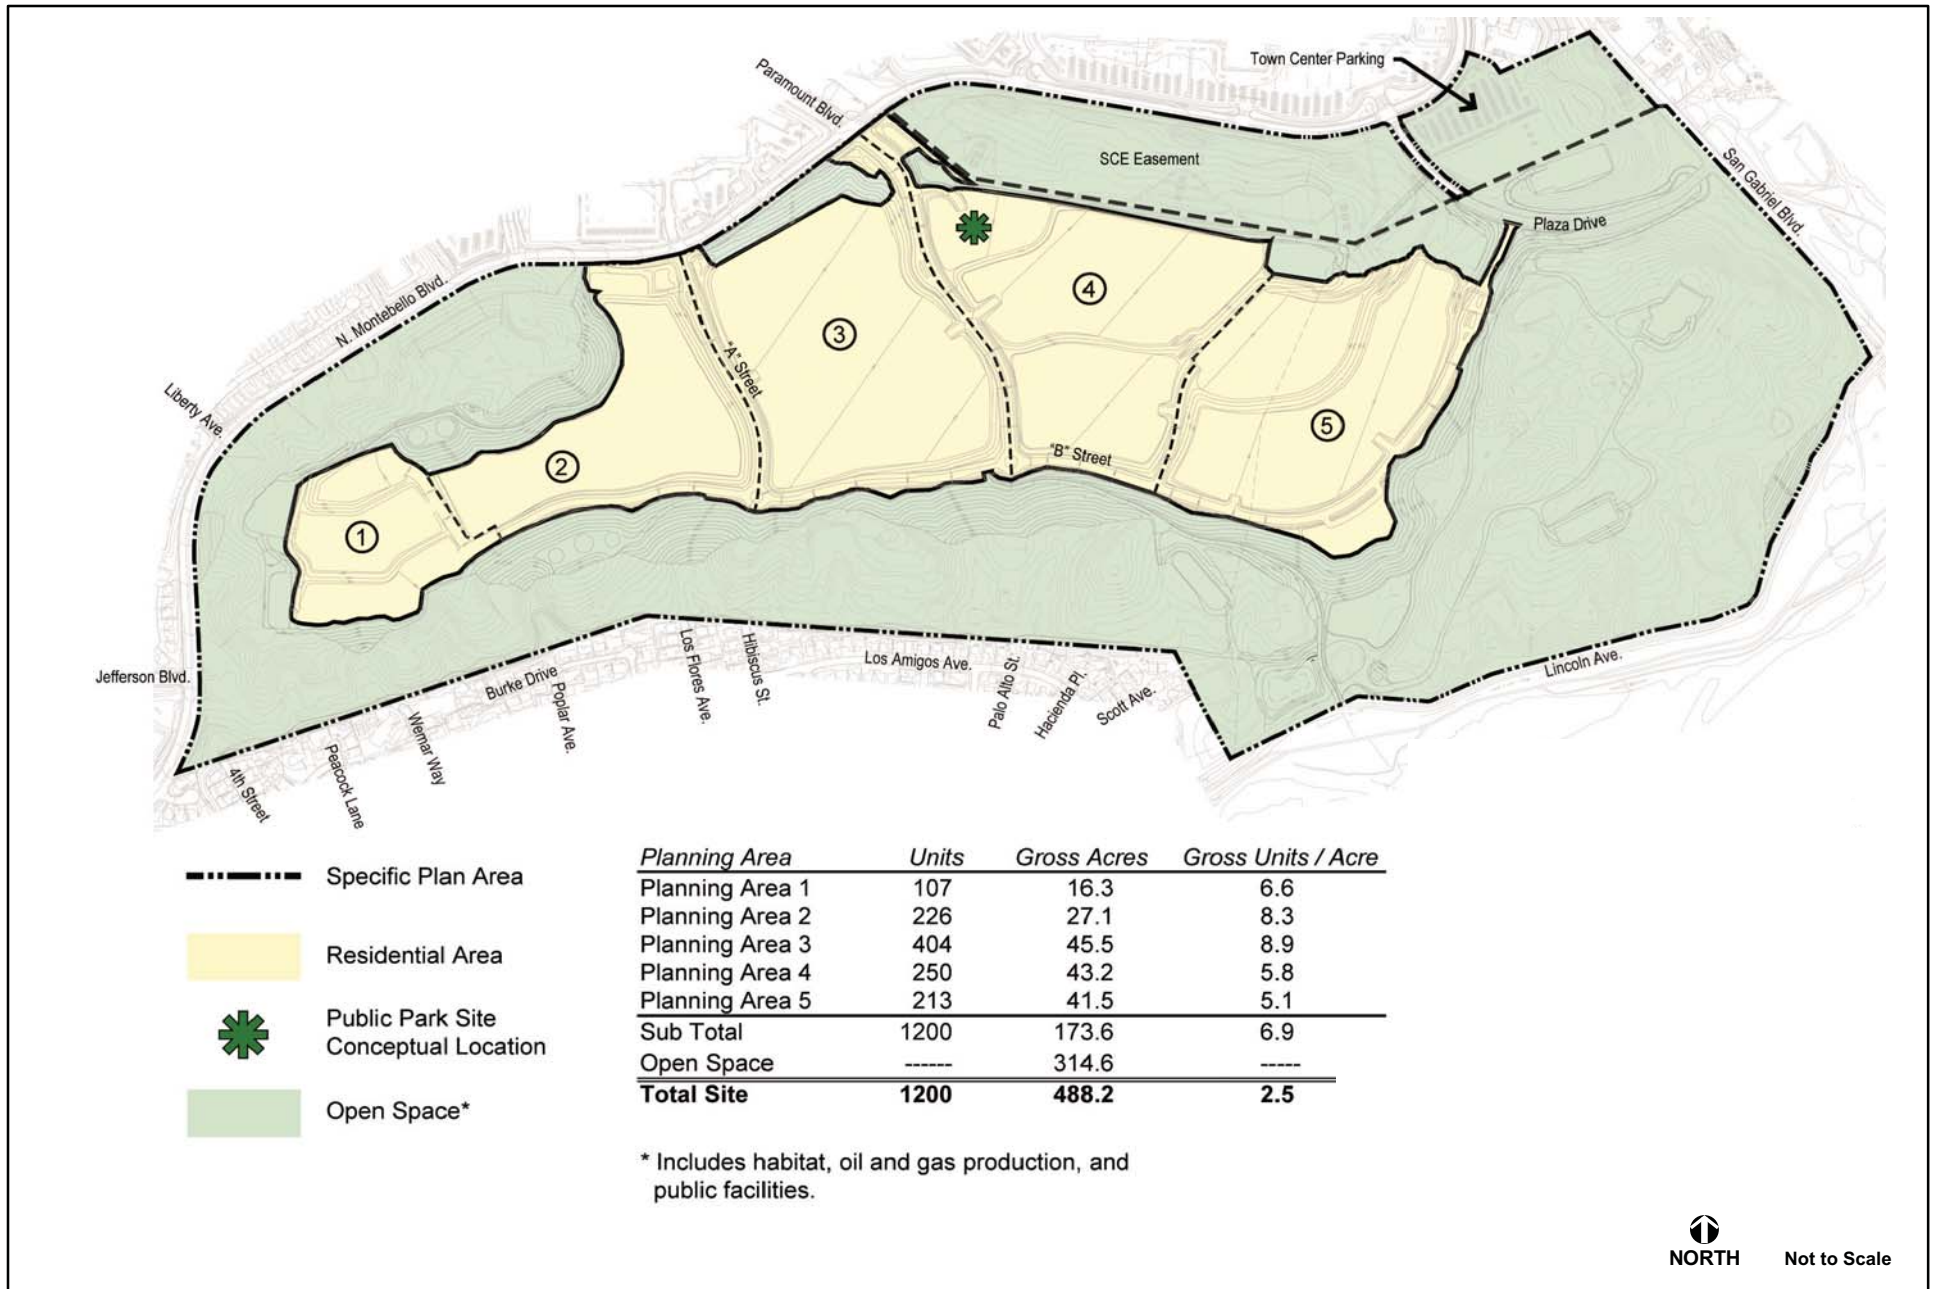 Town Center Parking
Paramount Blvd.
SCE Easement
San Gabriel Blvd.
Plaza Drive
N. Montebello Blvd.
4
3
"A" Street
Liberty Ave.
5
"B" Street
2
1
Jefferson Blvd.
Burke Drive
Los Flores Ave.
Hibiscus St.
Los Amigos Ave.
Palo Alto St.
Hacienda Pl.
Scott Ave.
Lincoln Ave.
Poplar Ave.
Wemar Way
Peacock Lane
4th Street
Specific Plan Area
Residential Area
Public Park Site
Conceptual Location
Open Space*
Planning Area Units Gross Acres Gross Units / Acre
Planning Area 1 107 16.3 6.6
Planning Area 2 226 27.1 8.3
Planning Area 3 404 45.5 8.9
Planning Area 4 250 43.2 5.8
Planning Area 5 213 41.5 5.1
Sub Total 1200 173.6 6.9
Open Space ------ 314.6 -----
Total Site 1200 488.2 2.5
* Includes habitat, oil and gas production, and
public facilities.
NORTH Not to Scale